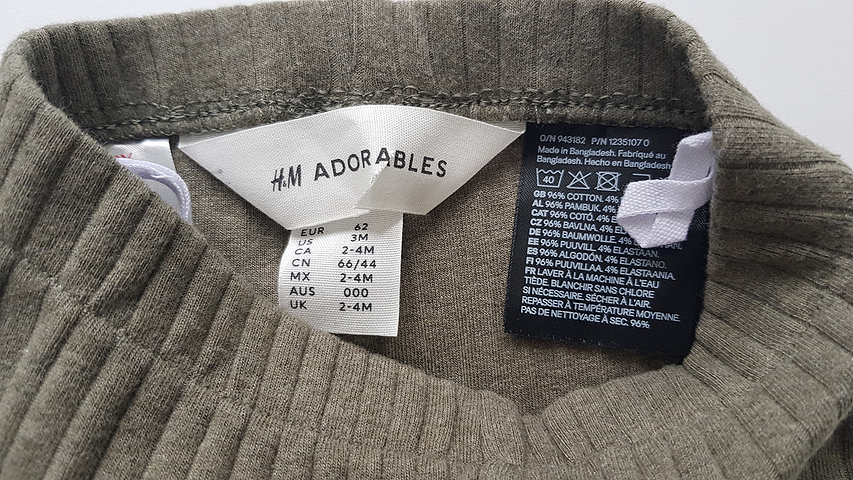 H&M ADORABLES
EUR 62
US 3M
CA 2-4M
CN 66/44
MX 2-4M
AUS 000
UK 2-4M
O/N 943182 P/N 1235107 0
Made in Bangladesh. Fabriqué au
Bangladesh. Hecho en Bangladesh
40
GB 96% COTTON. 4%
AL 96% PAMBUK. 4%
CAT 96% COTÓ. 4%
CZ 96% BAVLNA. 4%
DE 96% BAUMWOLLE. 4%
EE 96% PUUVILL. 4% ELASTAAN.
ES 96% ALGODÓN. 4% ELASTANO.
FI 96% PUUVILLAA. 4% ELASTAANIA.
FR LAVER À LA MACHINE À L'EAU
TIÈDE. BLANCHIR SANS CHLORE
SI NÉCESSAIRE. SÉCHER À L'AIR.
REPASSER À TEMPÉRATURE MOYENNE.
PAS DE NETTOYAGE À SEC. 96%